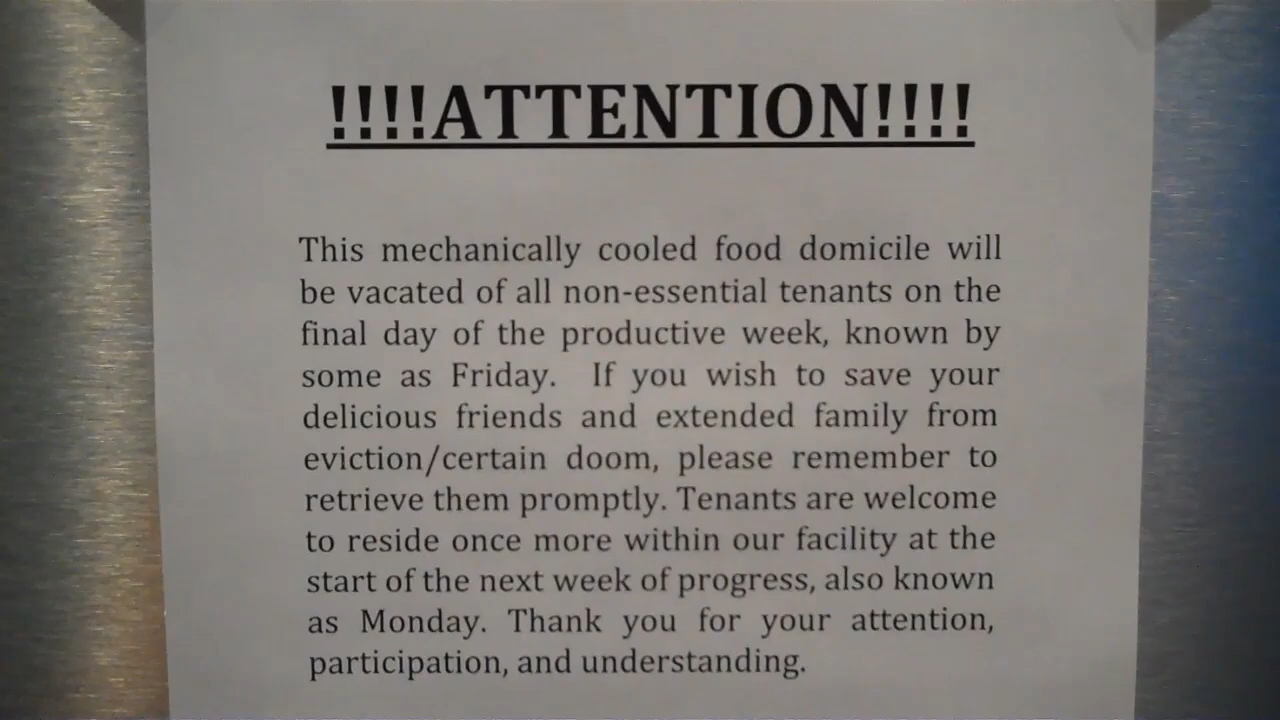 !!!!ATTENTION!!!!
This mechanically cooled food domicile will
be vacated of all non-essential tenants on the
final day of the productive week, known by
some as Friday.  If you wish to save your
delicious friends and extended family from
eviction/certain doom, please remember to
retrieve them promptly. Tenants are welcome
to reside once more within our facility at the
start of the next week of progress, also known
as Monday. Thank you for your attention,
participation, and understanding.